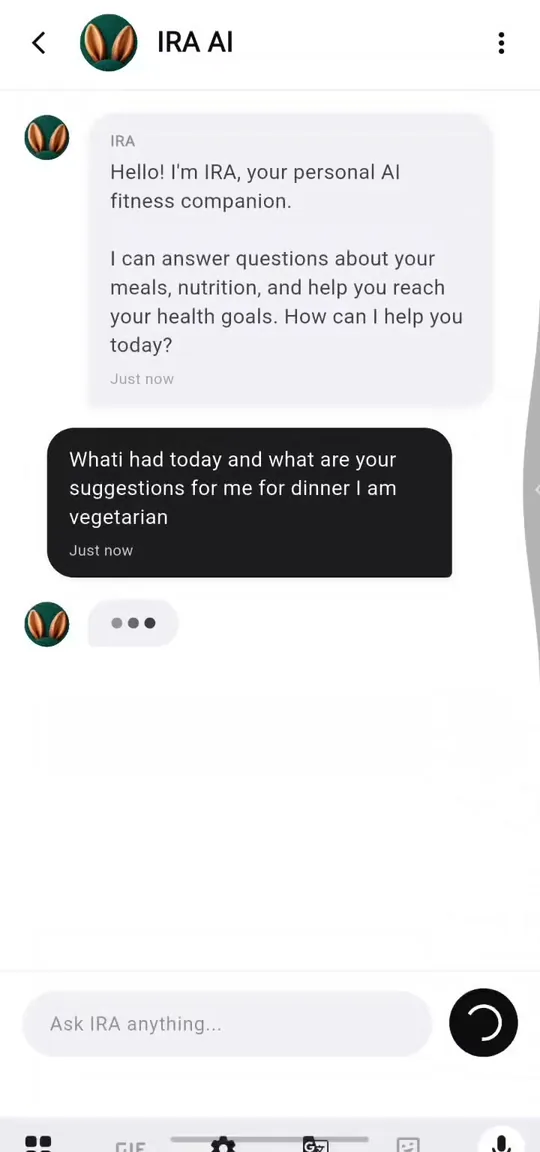 IRA AI
IRA
Hello! I'm IRA, your personal AI
fitness companion.
I can answer questions about your
meals, nutrition, and help you reach
your health goals. How can I help you
today?
Just now
Whati had today and what are your
suggestions for me for dinner I am
vegetarian
Just now
Ask IRA anything...
GIF